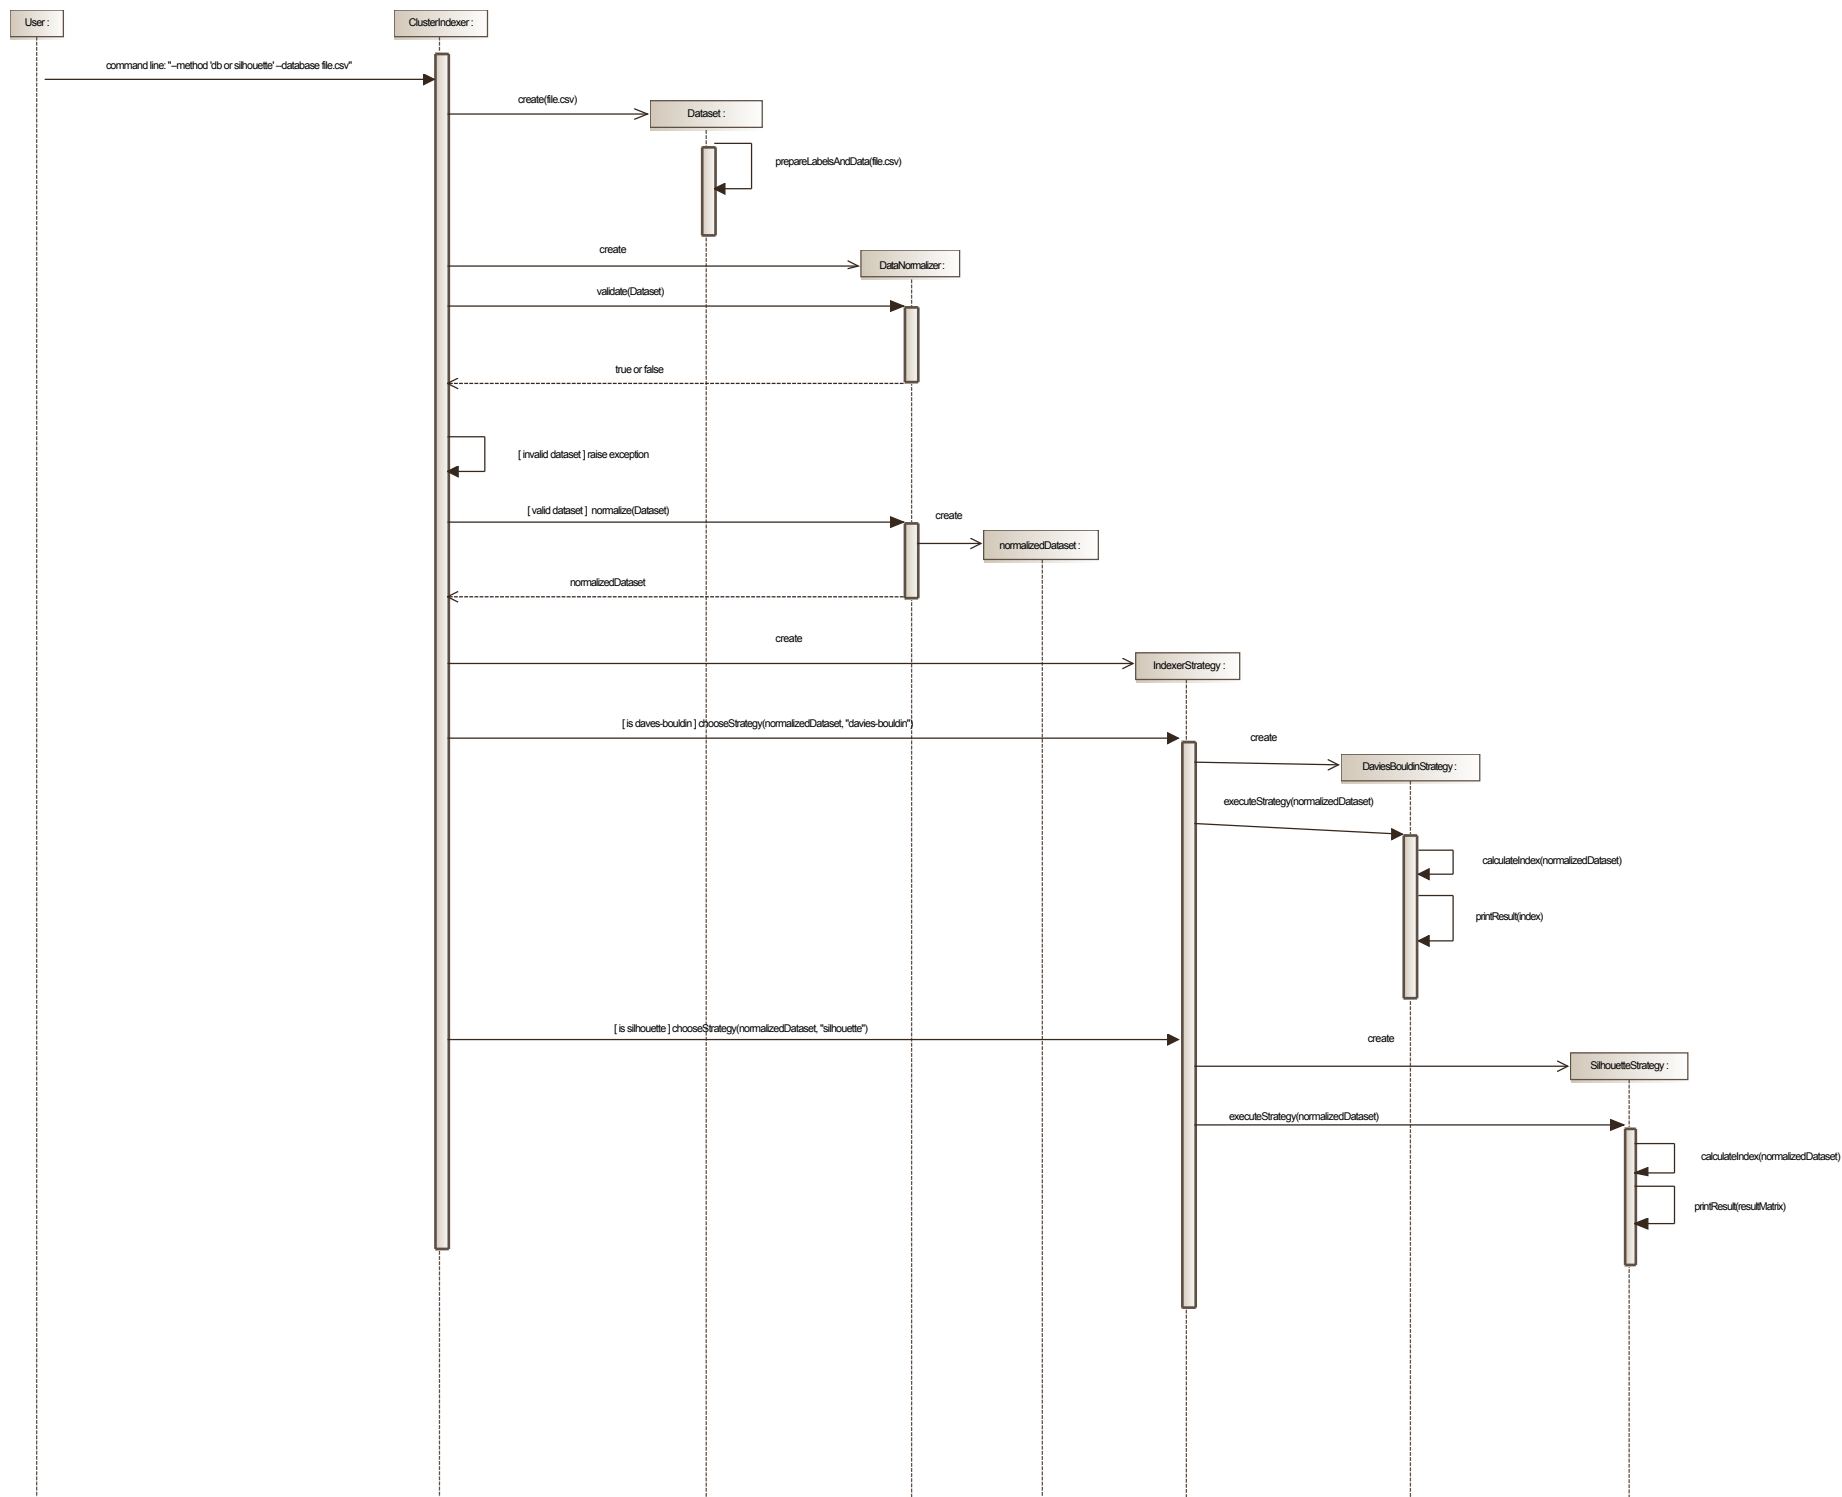 User :
ClusterIndexer :
command line: "--method 'db or silhouette' --database file.csv"
create(file.csv)
Dataset :
prepareLabelsAndData(file.csv)
create
DataNormalizer :
validate(Dataset)
true or false
[ invalid dataset ] raise exception
[ valid dataset ] normalize(Dataset)
create
normalizedDataset :
normalizedDataset
create
IndexerStrategy :
[ is daves-bouldin ] chooseStrategy(normalizedDataset, "davies-bouldin")
create
DaviesBouldinStrategy :
executeStrategy(normalizedDataset)
calculateIndex(normalizedDataset)
printResult(index)
[ is silhouette ] chooseStrategy(normalizedDataset, "silhouette")
create
SilhouetteStrategy :
executeStrategy(normalizedDataset)
calculateIndex(normalizedDataset)
printResult(resultMatrix)